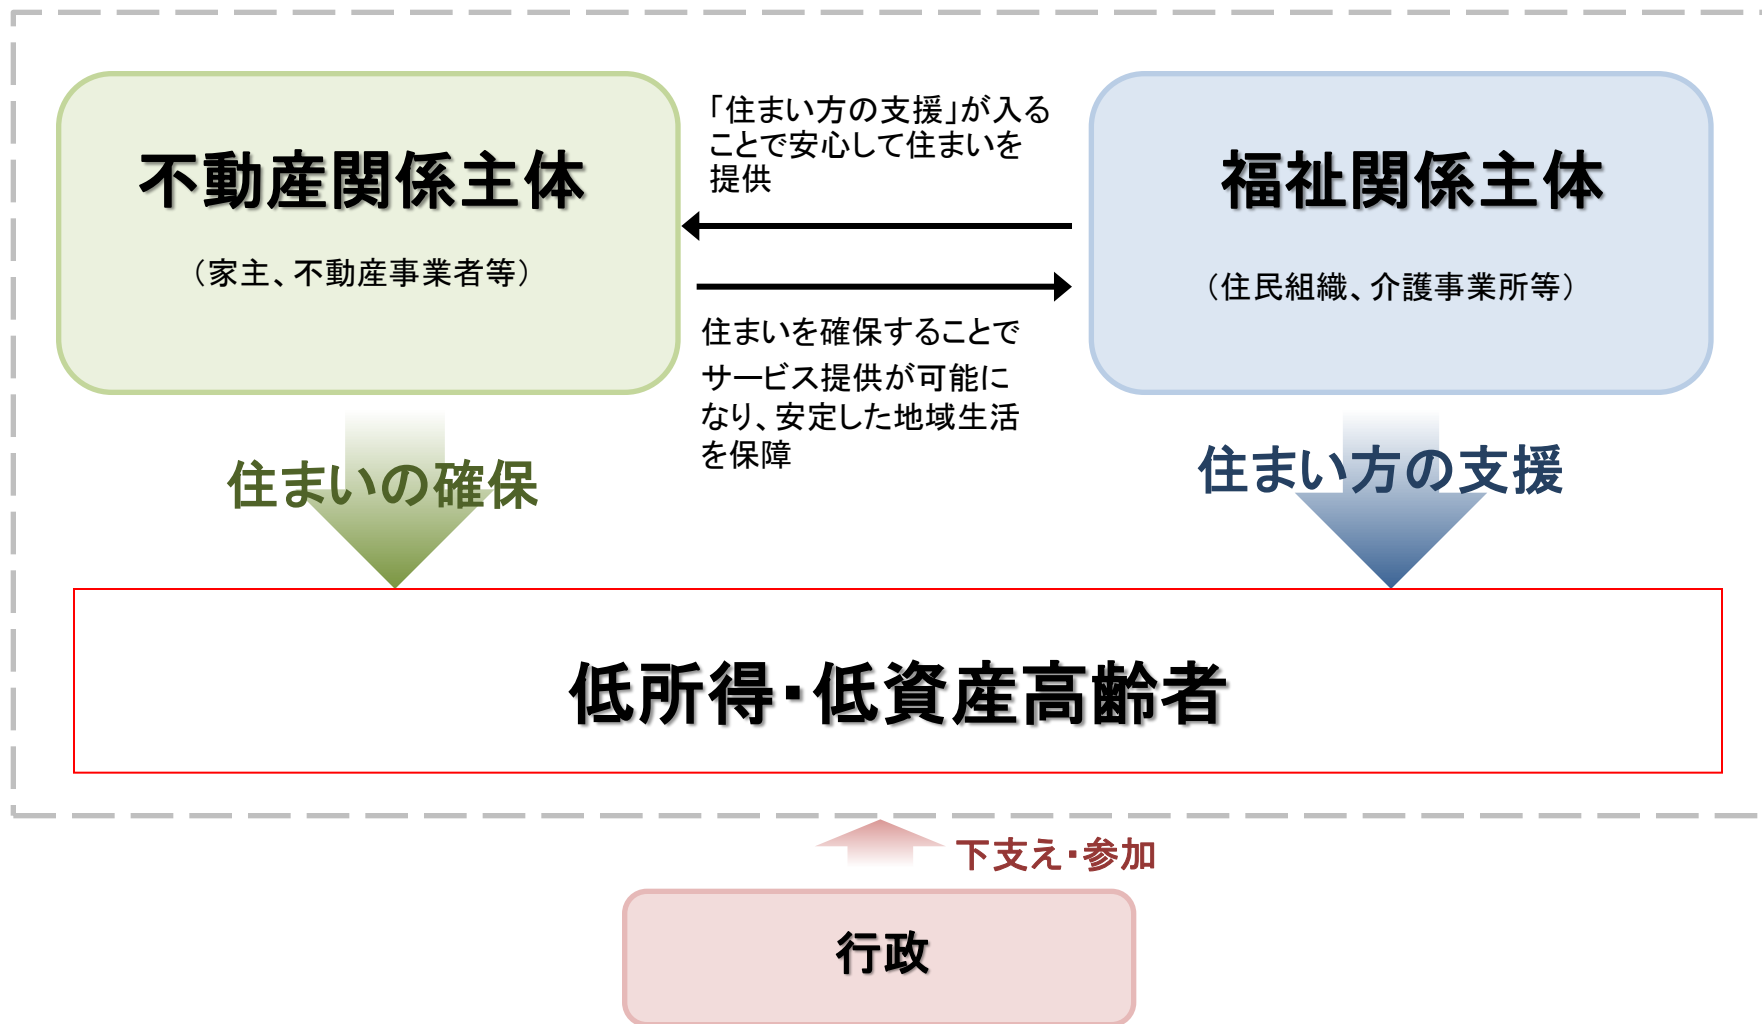 不動産関係主体
（家主、不動産事業者等）
「住まい方の支援」が入る
ことで安心して住まいを
提供
住まいを確保することで
サービス提供が可能に
なり、安定した地域生活
を保障
福祉関係主体
（住民組織、介護事業所等）
住まいの確保
住まい方の支援
低所得・低資産高齢者
下支え・参加
行政